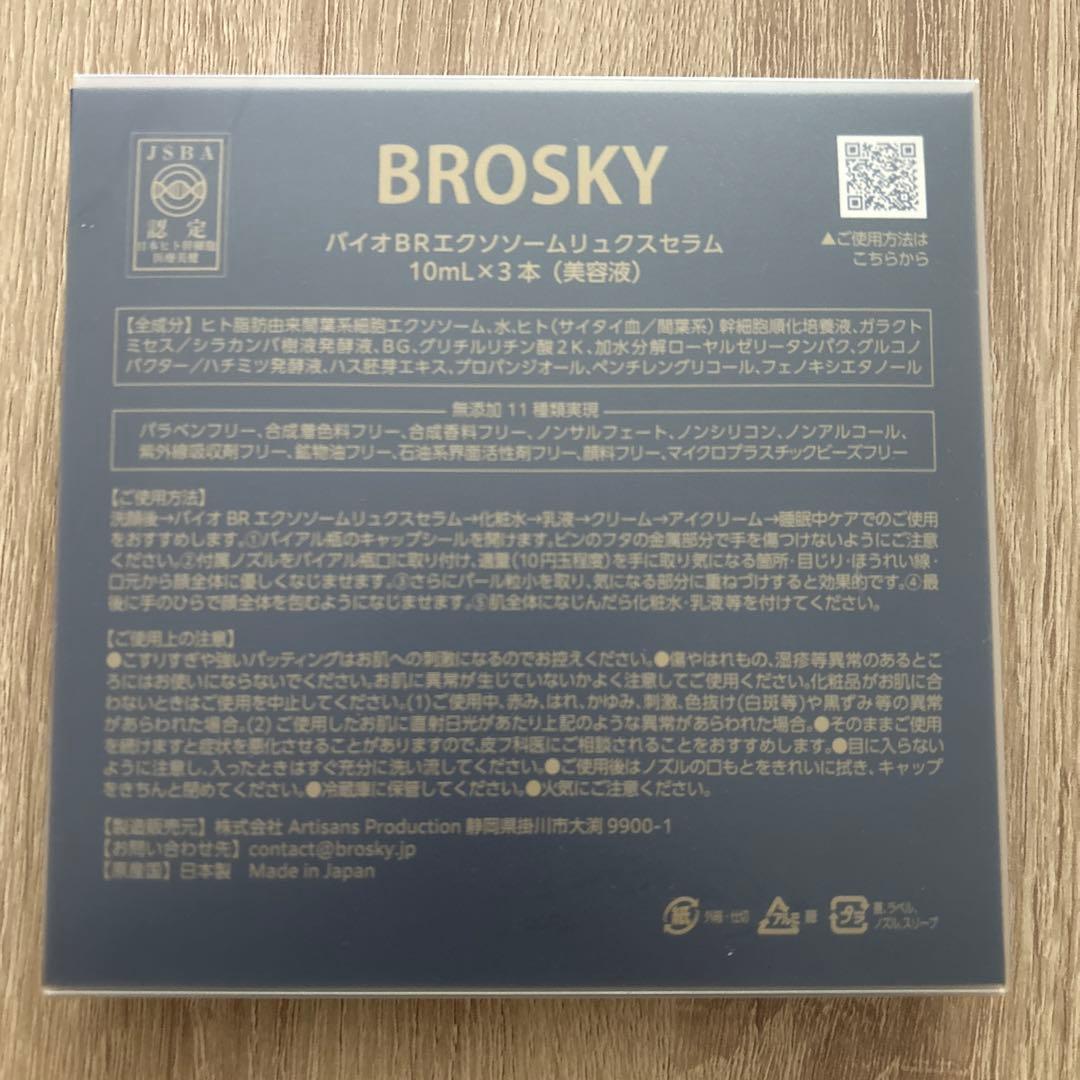 JSBA
認定
日本ヒト幹細胞
医療美健
BROSKY
バイオBRエクソソームリュクスセラム
10mL×3本（美容液）
▲ご使用方法は
こちらから
【全成分】ヒト脂肪由来間葉系細胞エクソソーム、水、ヒト（サイタイ血／間葉系）幹細胞順化培養液、ガラクト
ミセス／シラカンバ樹液発酵液、BG、グリチルリチン酸2K、加水分解ローヤルゼリータンパク、グルコノ
バクター／ハチミツ発酵液、ハス胚芽エキス、プロパンジオール、ペンチレングリコール、フェノキシエタノール
無添加 11 種類実現
パラベンフリー、合成着色料フリー、合成香料フリー、ノンサルフェート、ノンシリコン、ノンアルコール、
紫外線吸収剤フリー、鉱物油フリー、石油系界面活性剤フリー、顔料フリー、マイクロプラスチックビーズフリー
【ご使用方法】
洗顔後→バイオ BR エクソソームリュクスセラム→化粧水→乳液→クリーム→アイクリーム→睡眠中ケアでのご使用
をおすすめします。①バイアル瓶のキャップシールを開けます。ビンのフタの金属部分で手を傷つけないようにご注意
ください。②付属ノズルをバイアル瓶口に取り付け、適量（10円玉程度）を手に取り気になる箇所・目じり・ほうれい線・
口元から顔全体に優しくなじませます。③さらにパール粒小を取り、気になる部分に重ねづけすると効果的です。④最
後に手のひらで顔全体を包むようになじませます。⑤肌全体になじんだら化粧水・乳液等を付けてください。
【ご使用上の注意】
●こすりすぎや強いパッティングはお肌への刺激になるのでお控えください。●傷やはれもの、湿疹等異常のあるとこ
ろにはお使いにならないでください。お肌に異常が生じていないかよく注意してご使用ください。化粧品がお肌に合
わないときはご使用を中止してください。(1)ご使用中、赤み、はれ、かゆみ、刺激、色抜け（白斑等）や黒ずみ等の異常
があらわれた場合。(2) ご使用したお肌に直射日光があたり上記のような異常があらわれた場合。●そのままご使用
を続けますと症状を悪化させることがありますので、皮フ科医にご相談されることをおすすめします。●目に入らない
ように注意し、入ったときはすぐ充分に洗い流してください。●ご使用後はノズルの口もとをきれいに拭き、キャップ
をきちんと閉めてください。●冷蔵庫に保管してください。●火気にご注意ください。
【製造販売元】株式会社 Artisans Production 静岡県掛川市大渕 9900-1
【お問い合わせ先】contact@brosky.jp
【原産国】日本製 Made in Japan
紙 外箱・仕切
アルミ 蓋
プラ 蓋、ラベル、
ノズル、スリーブ